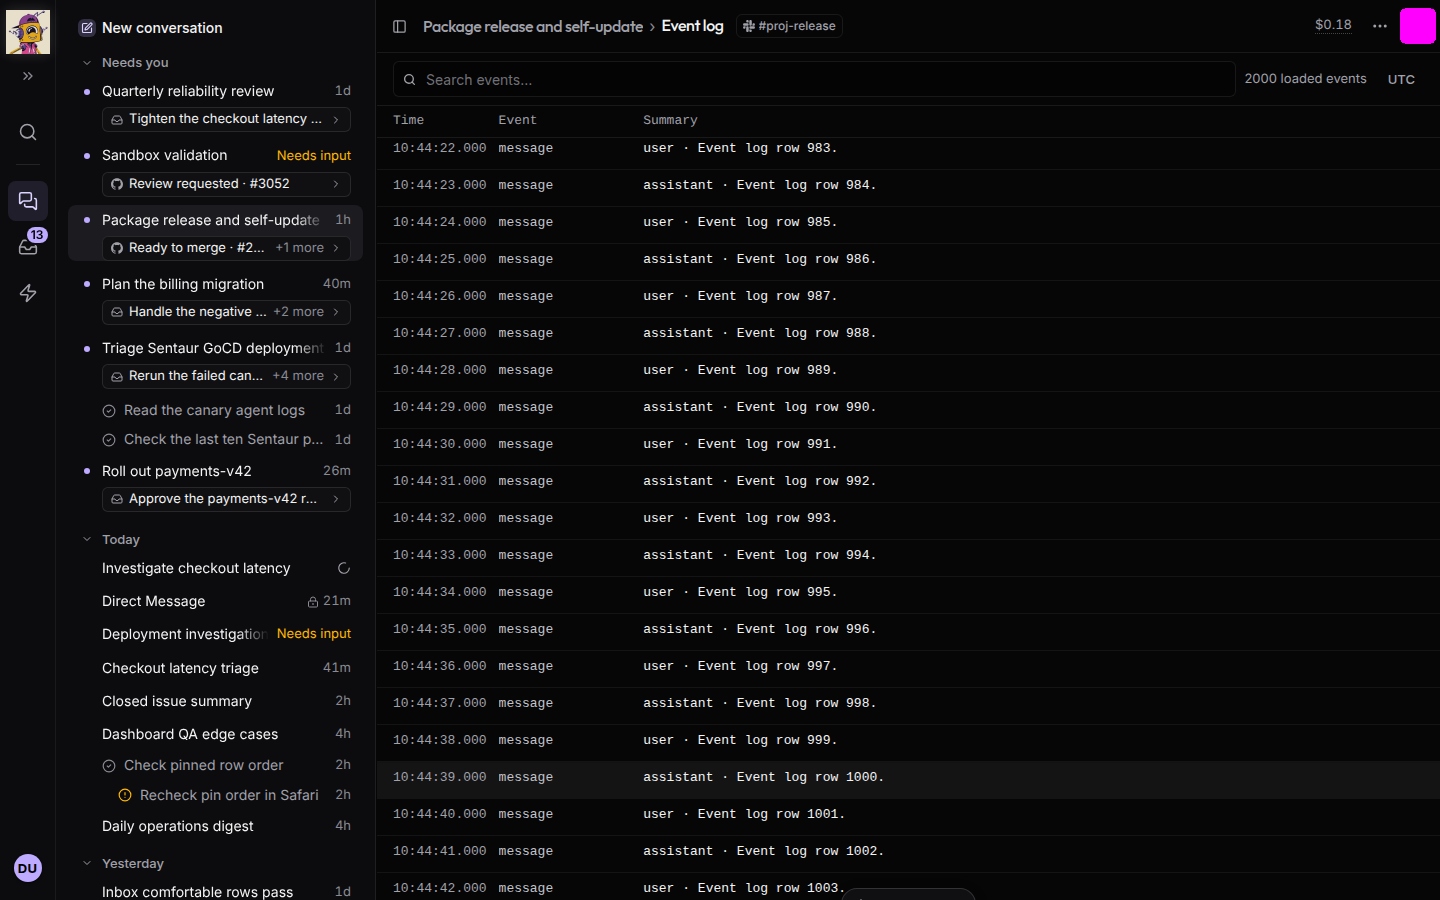 New conversation
Needs you
Quarterly reliability review 1d
Tighten the checkout latency ...
Sandbox validation Needs input
Review requested · #3052
Package release and self-update 1h
Ready to merge · #2... +1 more
13
Plan the billing migration 40m
Handle the negative ... +2 more
Triage Sentaur GoCD deployment 1d
Rerun the failed can... +4 more
Read the canary agent logs 1d
Check the last ten Sentaur p... 1d
Roll out payments-v42 26m
Approve the payments-v42 r...
Today
Investigate checkout latency
Direct Message 21m
Deployment investigation Needs input
Checkout latency triage 41m
Closed issue summary 2h
Dashboard QA edge cases 4h
Check pinned row order 2h
Recheck pin order in Safari 2h
Daily operations digest 4h
Yesterday
Inbox comfortable rows pass 1d
DU
Package release and self-update › Event log #proj-release $0.18
Search events... 2000 loaded events UTC
Time Event Summary
10:44:22.000 message user · Event log row 983.
10:44:23.000 message assistant · Event log row 984.
10:44:24.000 message user · Event log row 985.
10:44:25.000 message assistant · Event log row 986.
10:44:26.000 message user · Event log row 987.
10:44:27.000 message assistant · Event log row 988.
10:44:28.000 message user · Event log row 989.
10:44:29.000 message assistant · Event log row 990.
10:44:30.000 message user · Event log row 991.
10:44:31.000 message assistant · Event log row 992.
10:44:32.000 message user · Event log row 993.
10:44:33.000 message assistant · Event log row 994.
10:44:34.000 message user · Event log row 995.
10:44:35.000 message assistant · Event log row 996.
10:44:36.000 message user · Event log row 997.
10:44:37.000 message assistant · Event log row 998.
10:44:38.000 message user · Event log row 999.
10:44:39.000 message assistant · Event log row 1000.
10:44:40.000 message user · Event log row 1001.
10:44:41.000 message assistant · Event log row 1002.
10:44:42.000 message user · Event log row 1003.